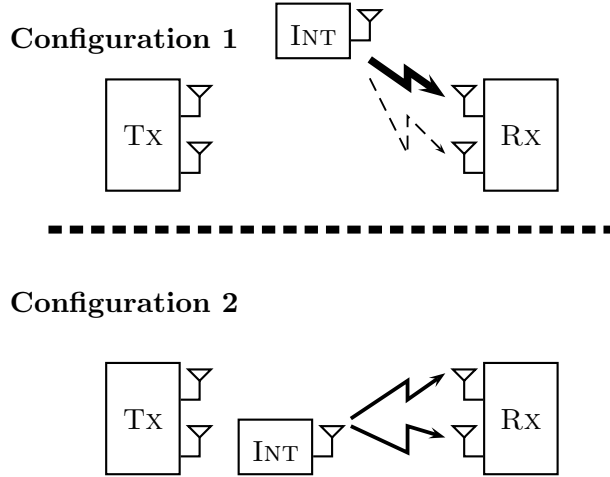 Configuration 1
INT
TX
RX
Configuration 2
TX
INT
RX